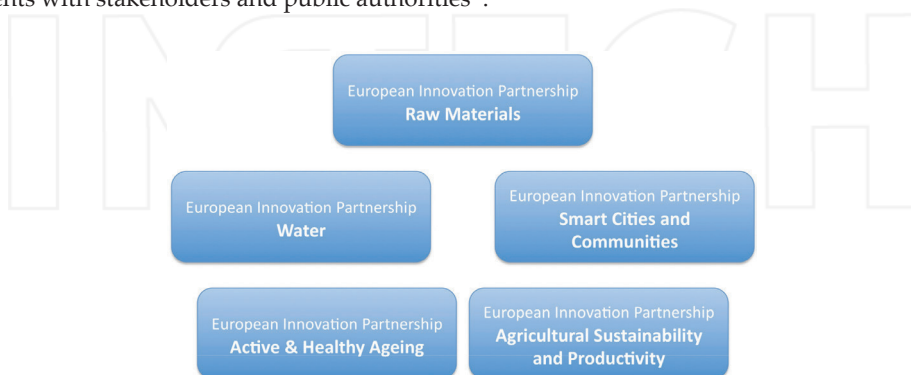 with stakeholders and public authorities
European Innovation Partnership
Raw Materials
European Innovation Partnership
Water
European Innovation Partnership
Smart Cities and
Communities
European Innovation Partnership
Active & Healthy Ageing
European Innovation Partnership
Agricultural Sustainability
and Productivity